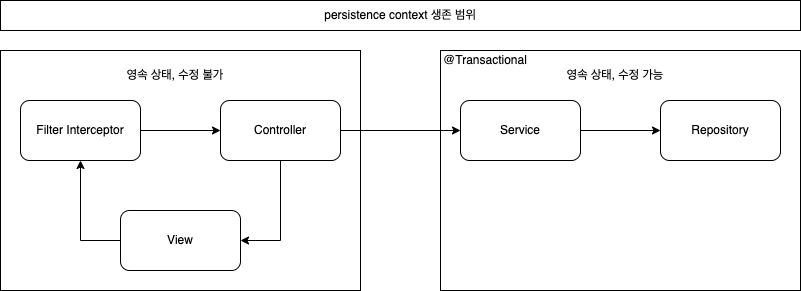 persistence context 생존 범위
영속 상태, 수정 불가
Filter Interceptor
Controller
View
@Transactional
영속 상태, 수정 가능
Service
Repository